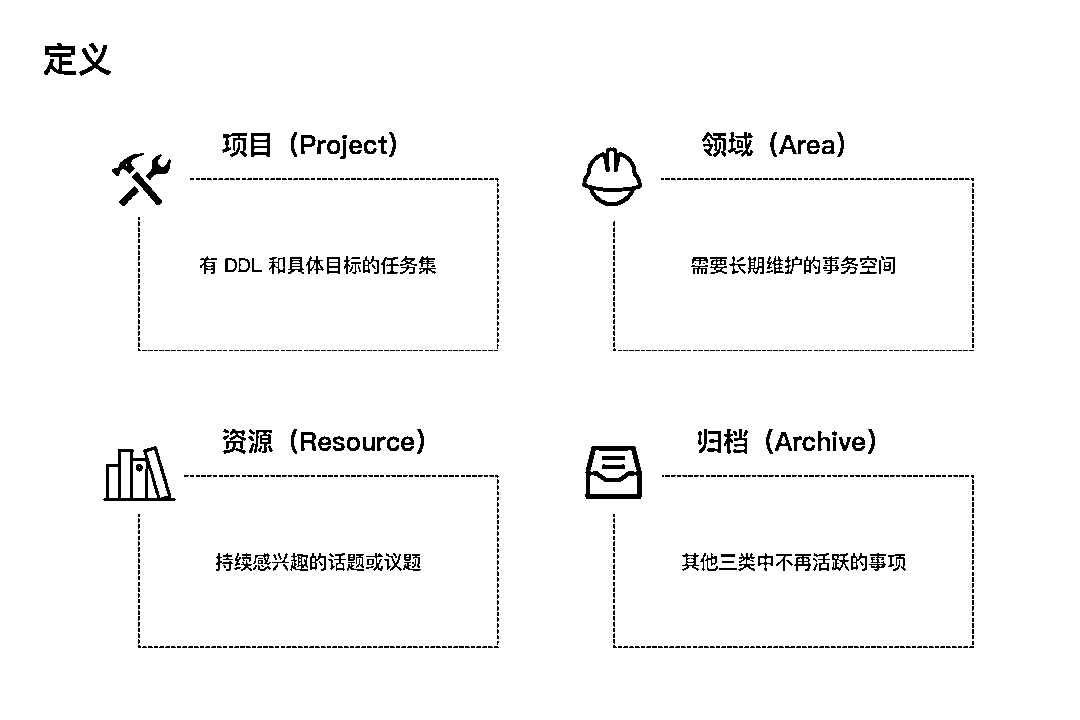 定义
项目（Project）
有 DDL 和具体目标的任务集
领域（Area）
需要长期维护的事务空间
资源（Resource）
持续感兴趣的话题或议题
归档（Archive）
其他三类中不再活跃的事项